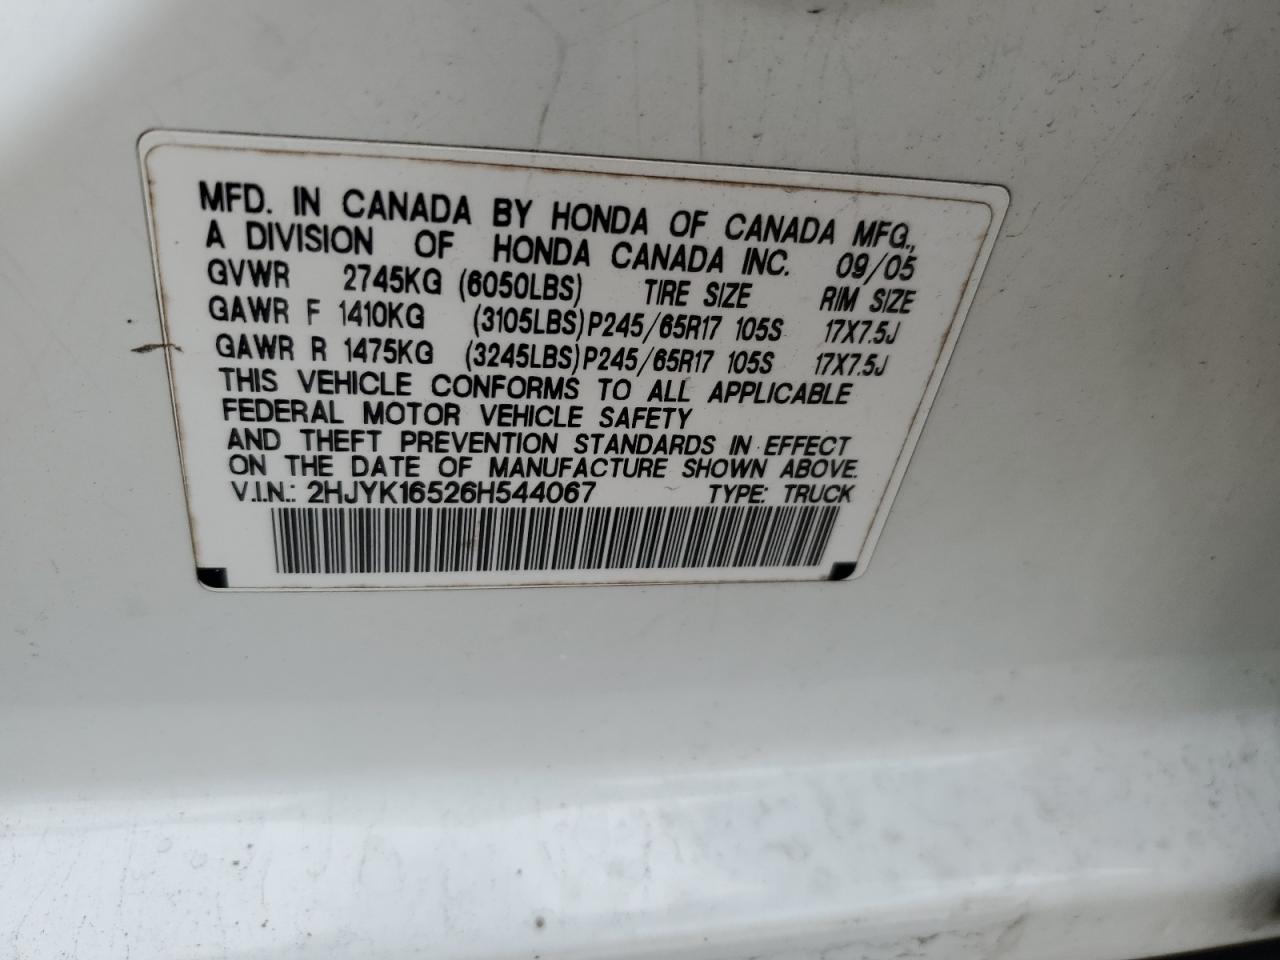 MFD. IN CANADA BY HONDA OF CANADA MFG.,
A DIVISION OF HONDA CANADA INC. 09/05
GVWR 2745KG (6050LBS) TIRE SIZE RIM SIZE
GAWR F 1410KG (3105LBS) P245/65R17 105S 17X7.5J
GAWR R 1475KG (3245LBS) P245/65R17 105S 17X7.5J
THIS VEHICLE CONFORMS TO ALL APPLICABLE
FEDERAL MOTOR VEHICLE SAFETY
AND THEFT PREVENTION STANDARDS IN EFFECT
ON THE DATE OF MANUFACTURE SHOWN ABOVE.
V.I.N.: 2HJYK16526H544067 TYPE: TRUCK